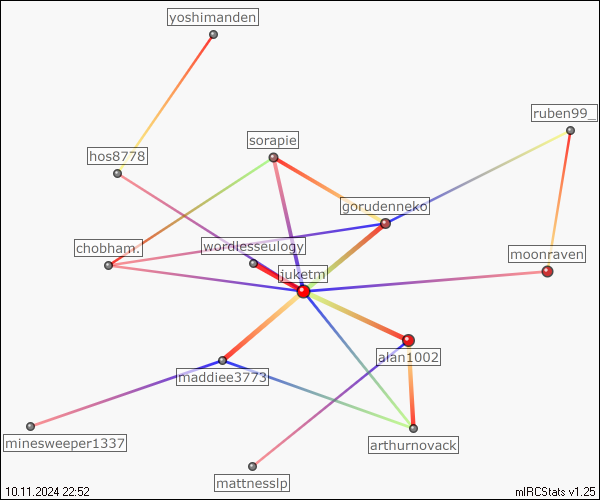 yoshimanden
ruben99_
sorapie
hos8778
gorudenneko
chobham.
wordlesseulogy
moonraven
juketm
alan1002
maddiee3773
minesweeper1337
arthurnovack
mattnesslp
10.11.2024 22:52
mIRCStats v1.25